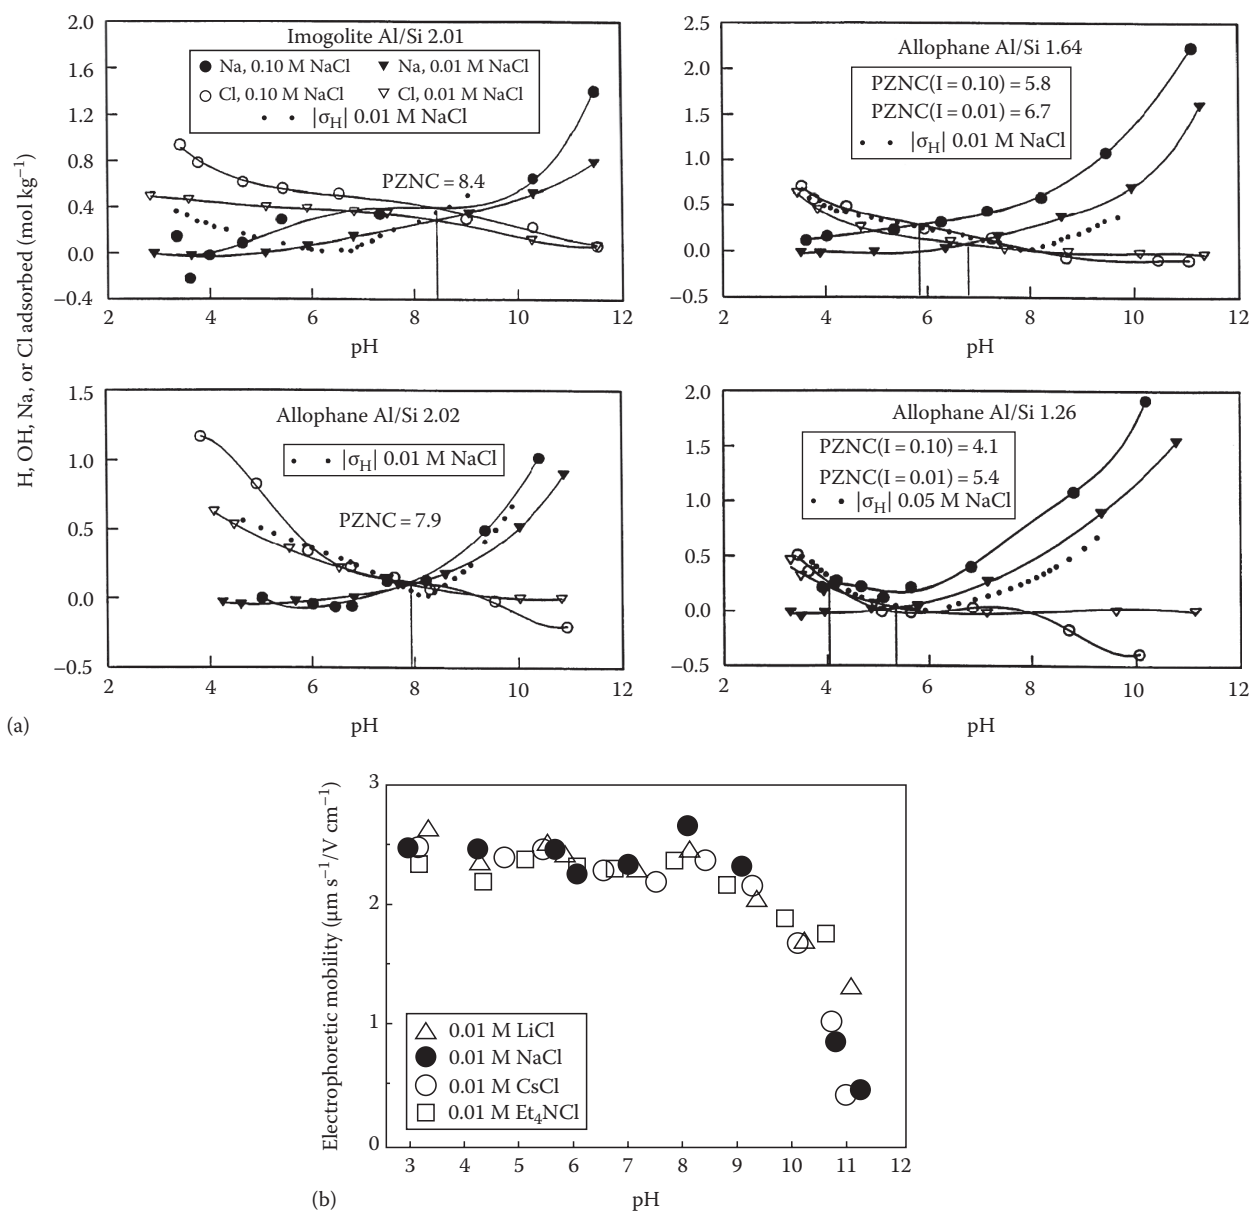 H, OH, Na, or Cl adsorbed (mol kg⁻¹)
2.0
1.6
1.2
0.8
0.4
0.0
−0.4
Imogolite Al/Si 2.01
Na, 0.10 M NaCl
Na, 0.01 M NaCl
Cl, 0.10 M NaCl
Cl, 0.01 M NaCl
|σ_H| 0.01 M NaCl
PZNC = 8.4
2 4 6 8 10 12
pH
2.5
2.0
1.5
1.0
0.5
0.0
−0.5
Allophane Al/Si 1.64
PZNC(I = 0.10) = 5.8
PZNC(I = 0.01) = 6.7
|σ_H| 0.01 M NaCl
2 4 6 8 10 12
pH
1.5
1.0
0.5
0.0
−0.5
Allophane Al/Si 2.02
|σ_H| 0.01 M NaCl
PZNC = 7.9
2 4 6 8 10 12
pH
2.0
1.5
1.0
0.5
0.0
−0.5
Allophane Al/Si 1.26
PZNC(I = 0.10) = 4.1
PZNC(I = 0.01) = 5.4
|σ_H| 0.05 M NaCl
2 4 6 8 10 12
pH
(a)
Electrophoretic mobility (μm s⁻¹/V cm⁻¹)
3
2
1
0
0.01 M LiCl
0.01 M NaCl
0.01 M CsCl
0.01 M Et₄NCl
3 4 5 6 7 8 9 10 11 12
pH
(b)